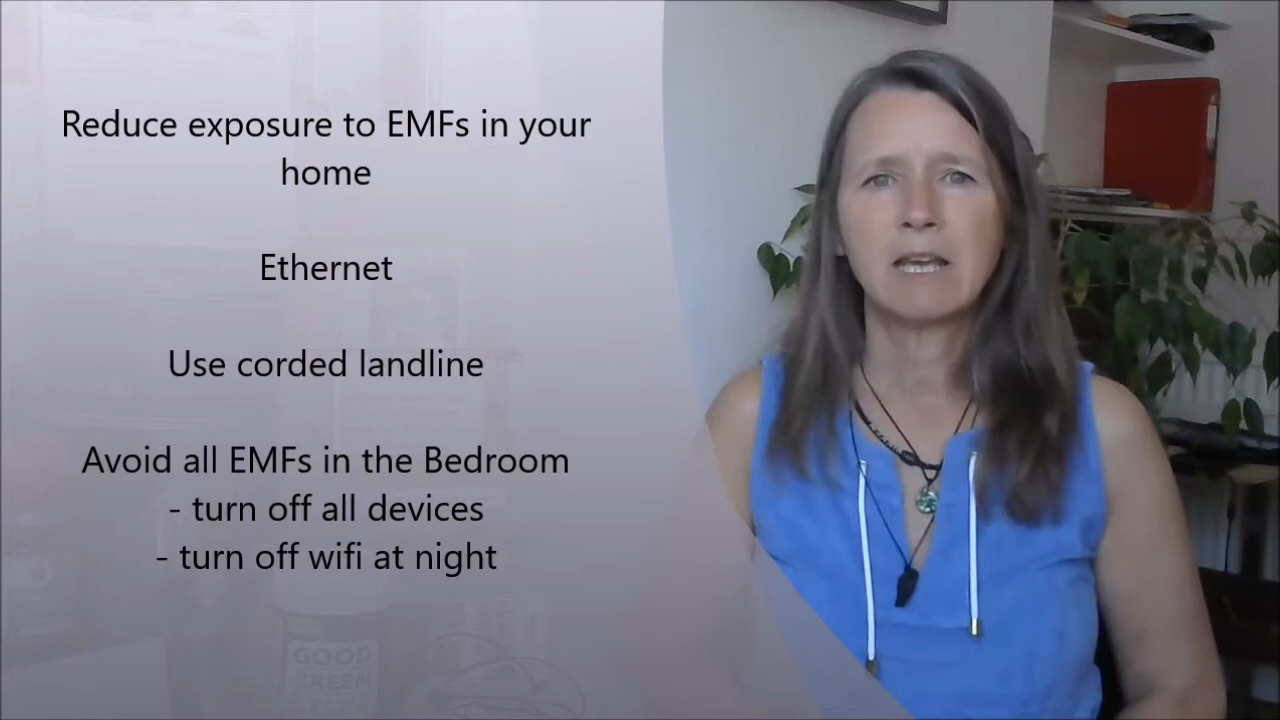 Reduce exposure to EMFs in your
home
Ethernet
Use corded landline
Avoid all EMFs in the Bedroom
- turn off all devices
- turn off wifi at night
GOOD
GREEN